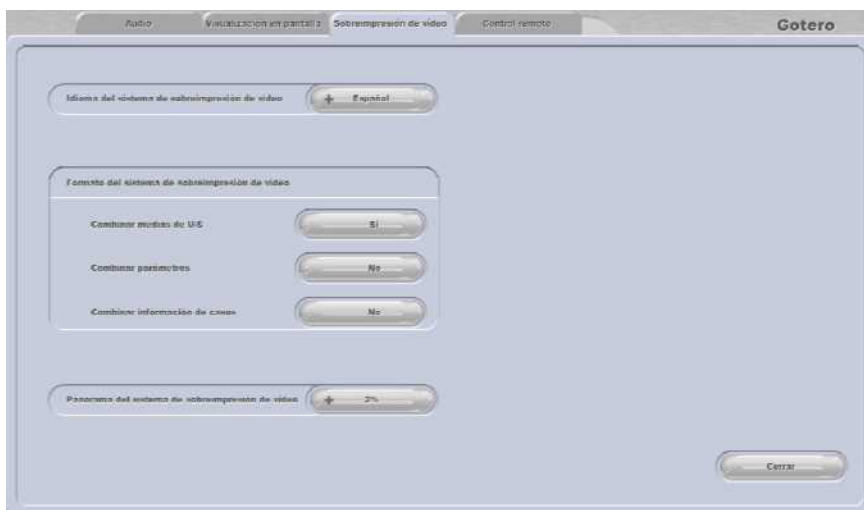 Audio
Visualización en pantalla
Sobreimpresión de vídeo
Control remoto
Gotero
Idioma del sistema de sobreimpresión de vídeo
+ Español
Formato del sistema de sobreimpresión de vídeo
Combinar medias de U/S
Sí
Combinar parámetros
No
Combinar información de casos
No
Panorama del sistema de sobreimpresión de vídeo
+ 2%
Cerrar